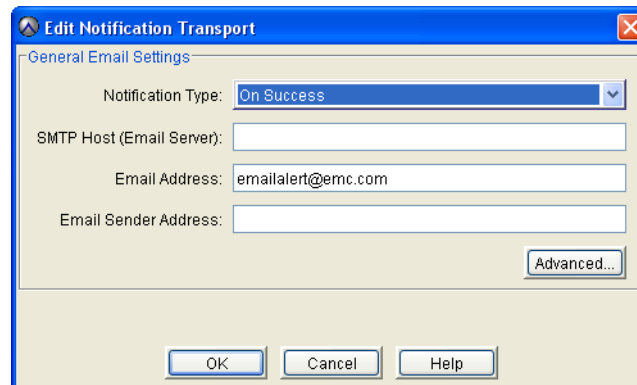 Edit Notification Transport
General Email Settings
Notification Type: On Success
SMTP Host (Email Server):
Email Address: emailalert@emc.com
Email Sender Address:
Advanced...
OK Cancel Help